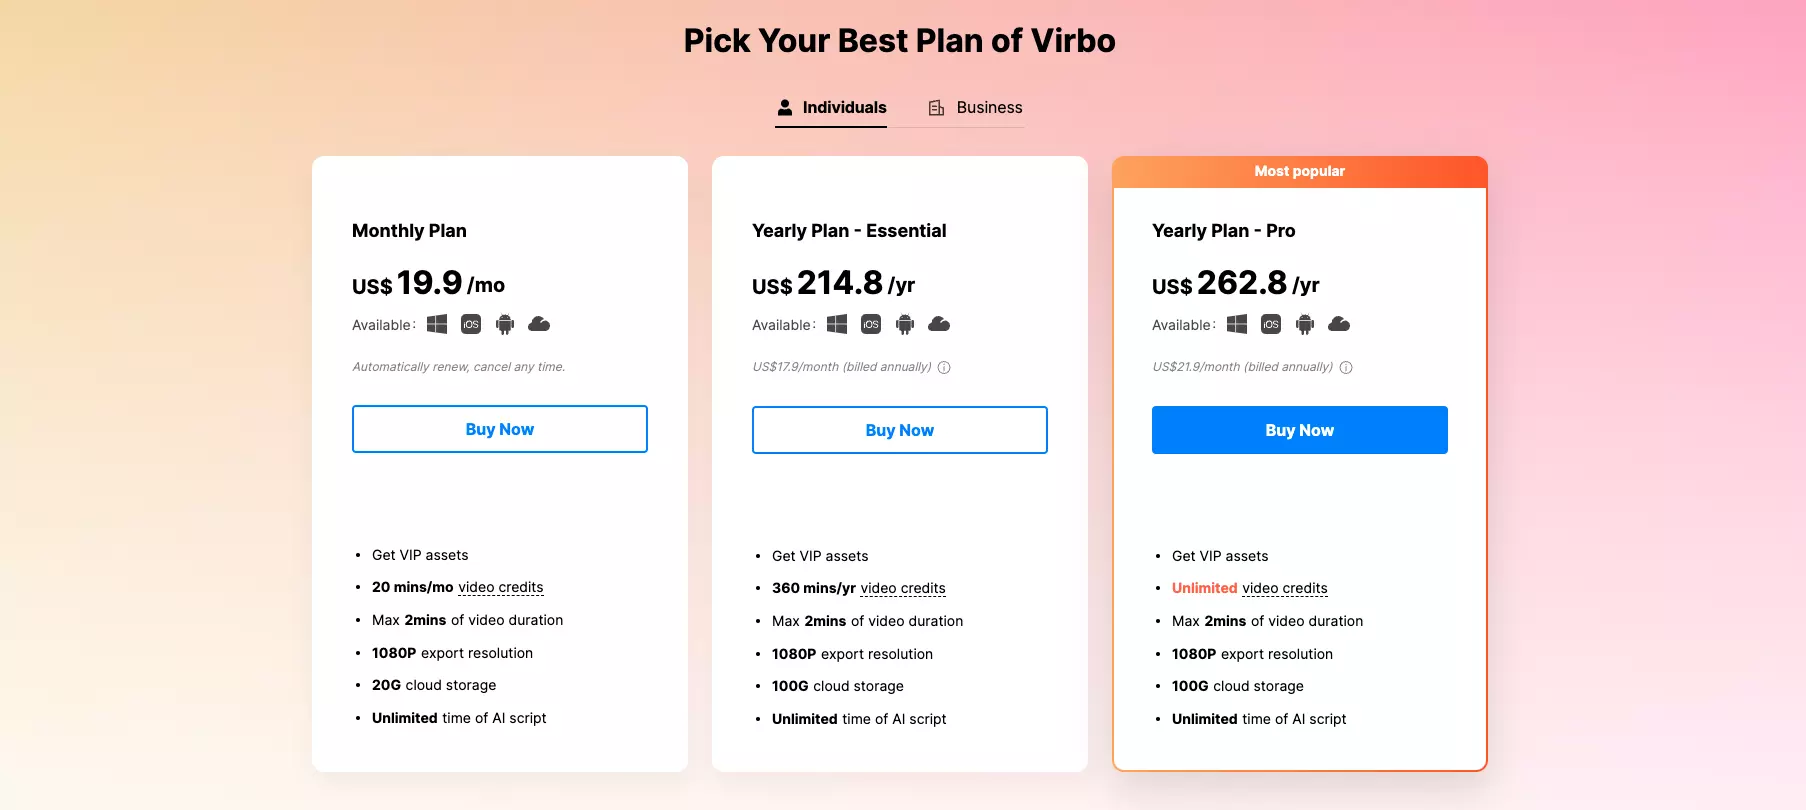 Pick Your Best Plan of Virbo
Individuals
Business
Monthly Plan
US$ 19.9 /mo
Available:
iOS
Automatically renew, cancel any time.
Buy Now
Get VIP assets
20 mins/mo video credits
Max 2mins of video duration
1080P export resolution
20G cloud storage
Unlimited time of AI script
Yearly Plan - Essential
US$ 214.8 /yr
Available:
iOS
US$17.9/month (billed annually)
Buy Now
Get VIP assets
360 mins/yr video credits
Max 2mins of video duration
1080P export resolution
100G cloud storage
Unlimited time of AI script
Most popular
Yearly Plan - Pro
US$ 262.8 /yr
Available:
iOS
US$21.9/month (billed annually)
Buy Now
Get VIP assets
Unlimited video credits
Max 2mins of video duration
1080P export resolution
100G cloud storage
Unlimited time of AI script